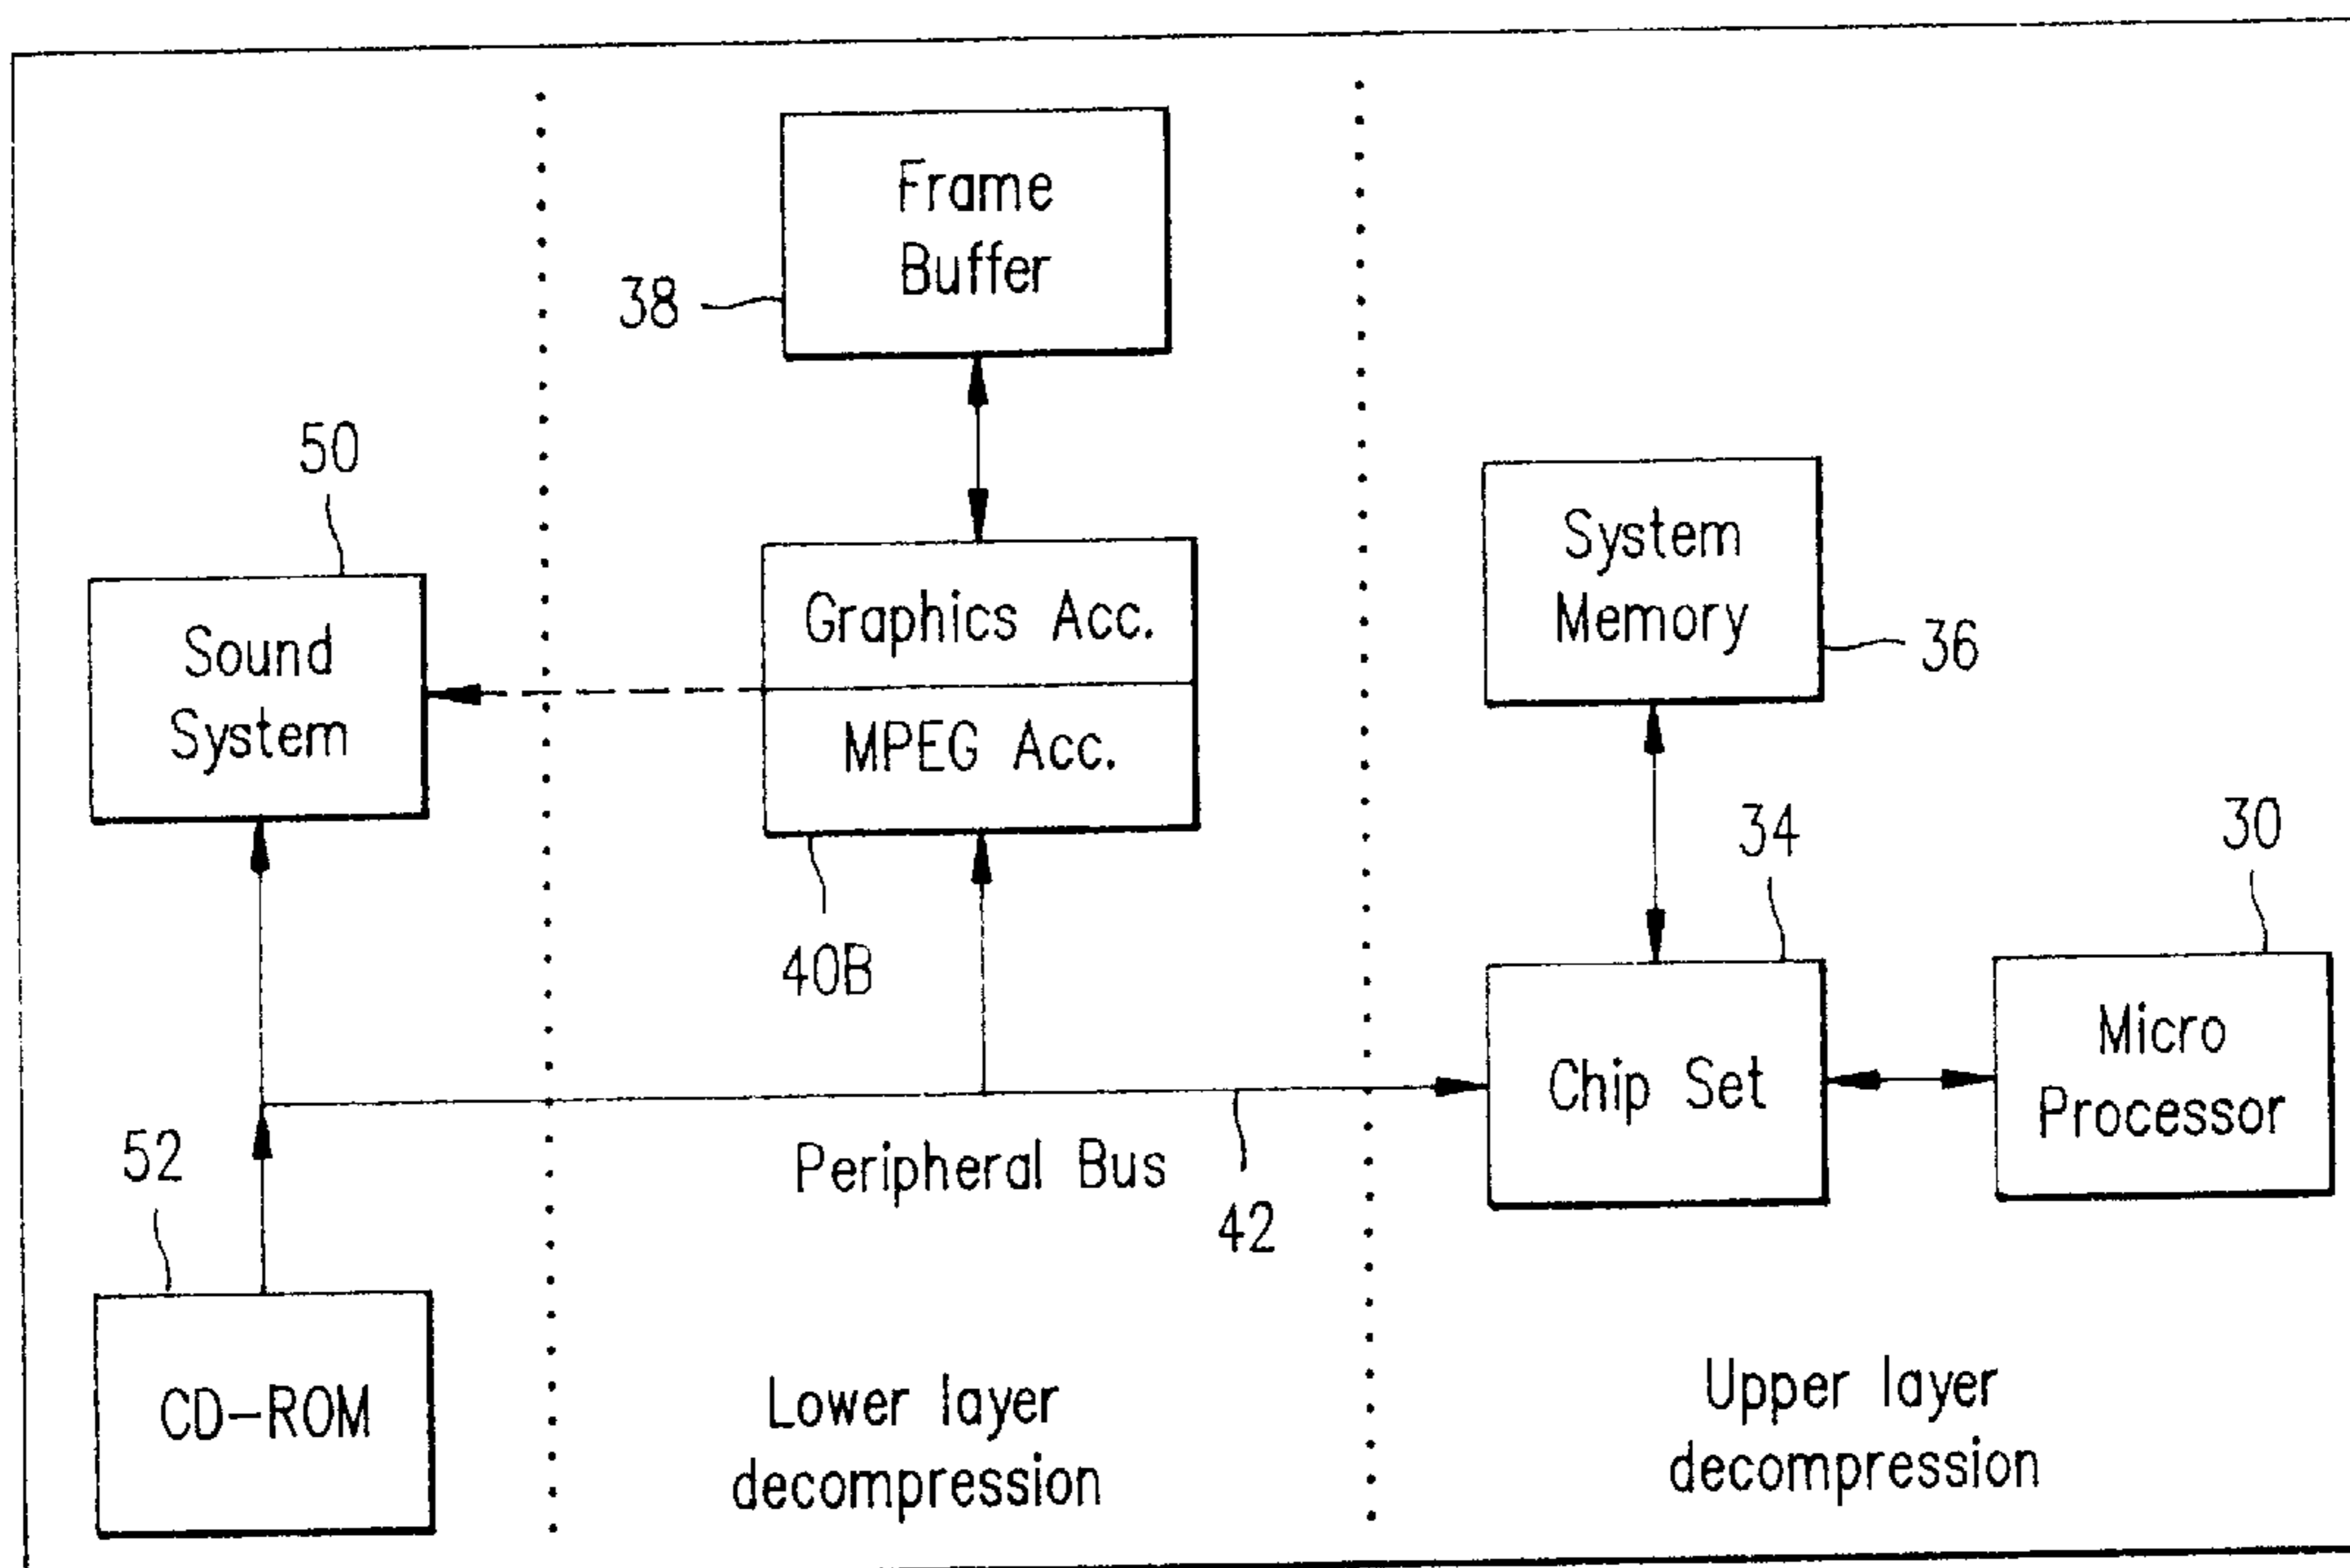 Frame
Buffer
38
50
Sound
System
Graphics Acc.
MPEG Acc.
40B
System
Memory
36
34
30
Chip Set
Micro
Processor
52
Peripheral Bus
42
CD-ROM
Lower layer
decompression
Upper layer
decompression